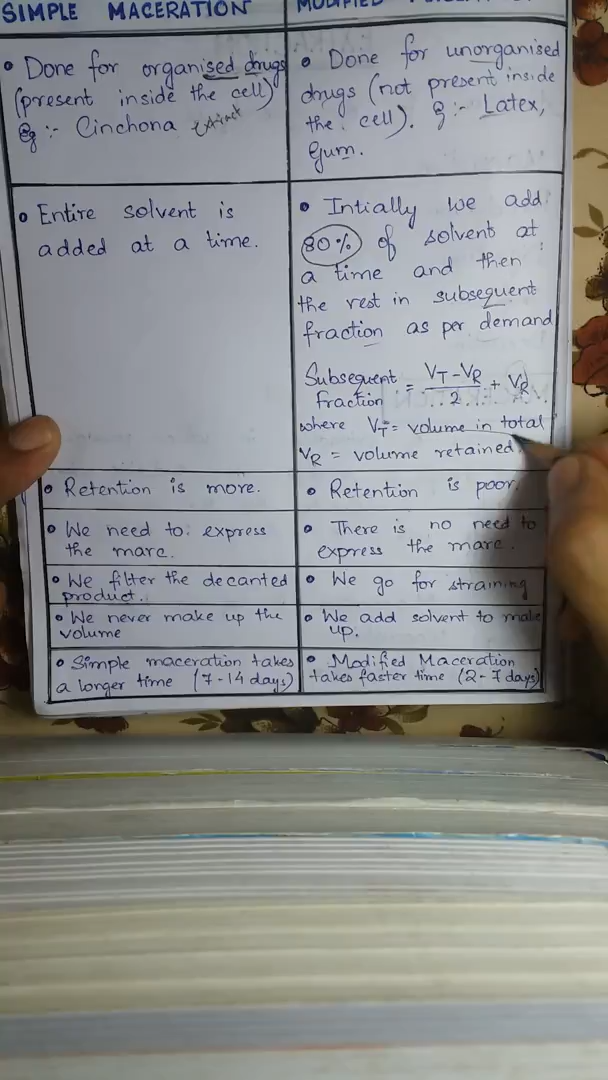 SIMPLE MACERATION
MODIFIED
• Done for organised drugs
(present inside the cell)
Eg :- Cinchona extract
• Done for unorganised
drugs (not present inside
the cell). Eg :- Latex,
Gum.
• Entire solvent is
added at a time.
• Intially we add
80% of solvent at
a time and then
the rest in subsequent
fraction as per demand
Subsequent fraction = VT - VR / 2 + VR
where VT = volume in total
VR = volume retained
• Retention is more.
• Retention is poor.
• We need to express
the marc.
• There is no need to
express the marc.
• We filter the decanted
product.
• We go for straining
• We never make up the
volume
• We add solvent to make
up.
• Simple maceration takes
a longer time (7-14 days)
• Modified Maceration
takes faster time (2-7 days)